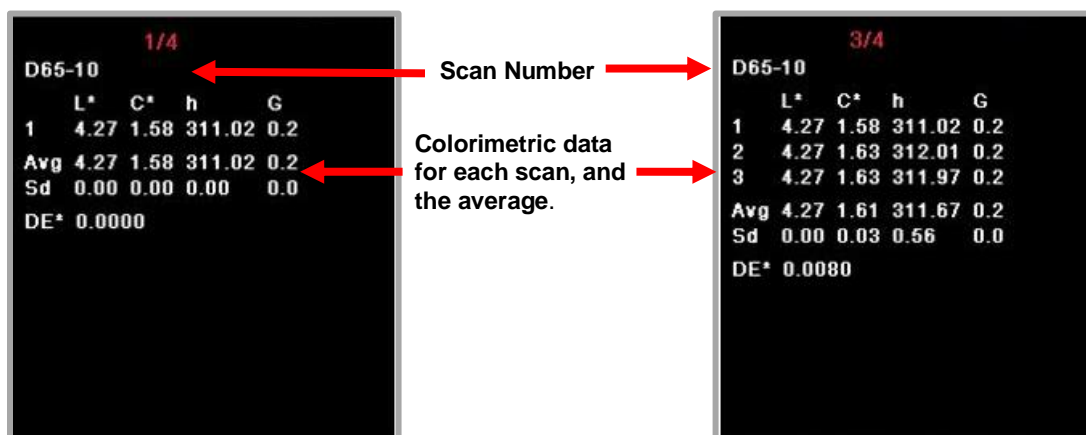 1/4
D65-10
L* C* h G
1 4.27 1.58 311.02 0.2
Avg 4.27 1.58 311.02 0.2
Sd 0.00 0.00 0.00 0.0
DE* 0.0000
Scan Number
Colorimetric data
for each scan, and
the average.
3/4
D65-10
L* C* h G
1 4.27 1.58 311.02 0.2
2 4.27 1.63 312.01 0.2
3 4.27 1.63 311.97 0.2
Avg 4.27 1.61 311.67 0.2
Sd 0.00 0.03 0.56 0.0
DE* 0.0080